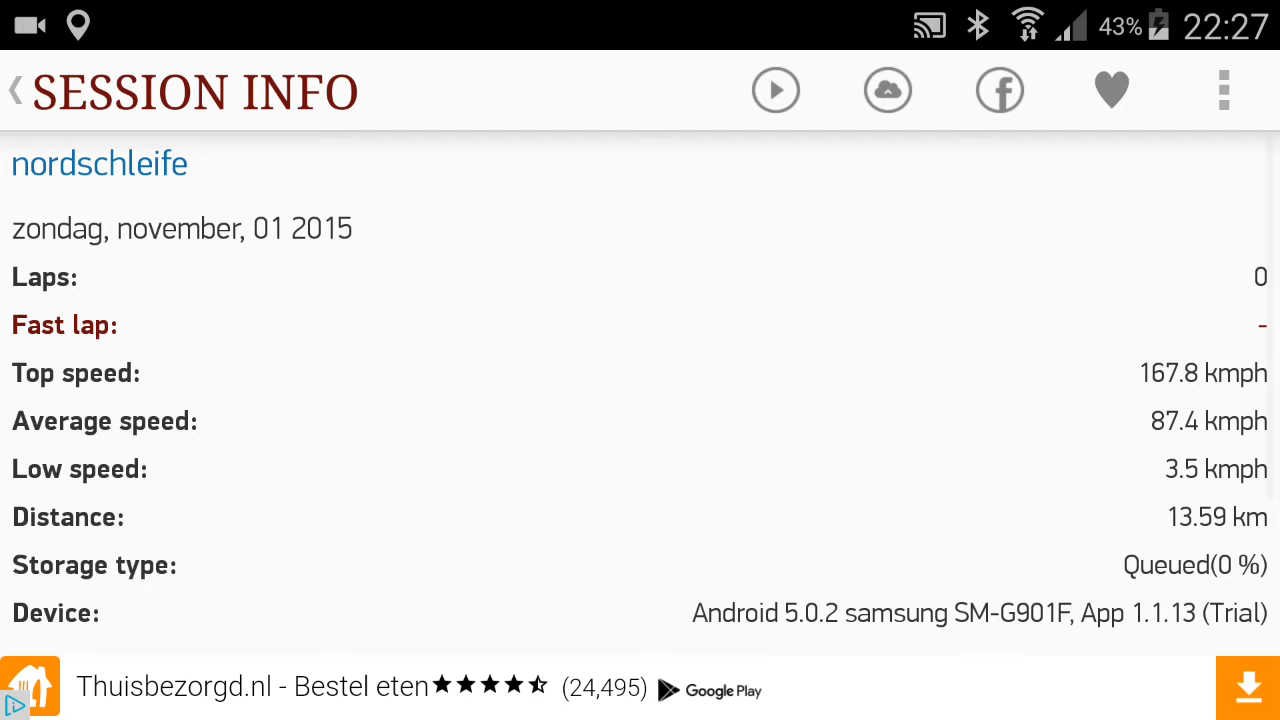 43% 22:27
SESSION INFO
nordschleife
zondag, november, 01 2015
Laps: 0
Fast lap: -
Top speed: 167.8 kmph
Average speed: 87.4 kmph
Low speed: 3.5 kmph
Distance: 13.59 km
Storage type: Queued(0 %)
Device: Android 5.0.2 samsung SM-G901F, App 1.1.13 (Trial)
Thuisbezorgd.nl - Bestel eten★★★★⯪ (24,495) Google Play